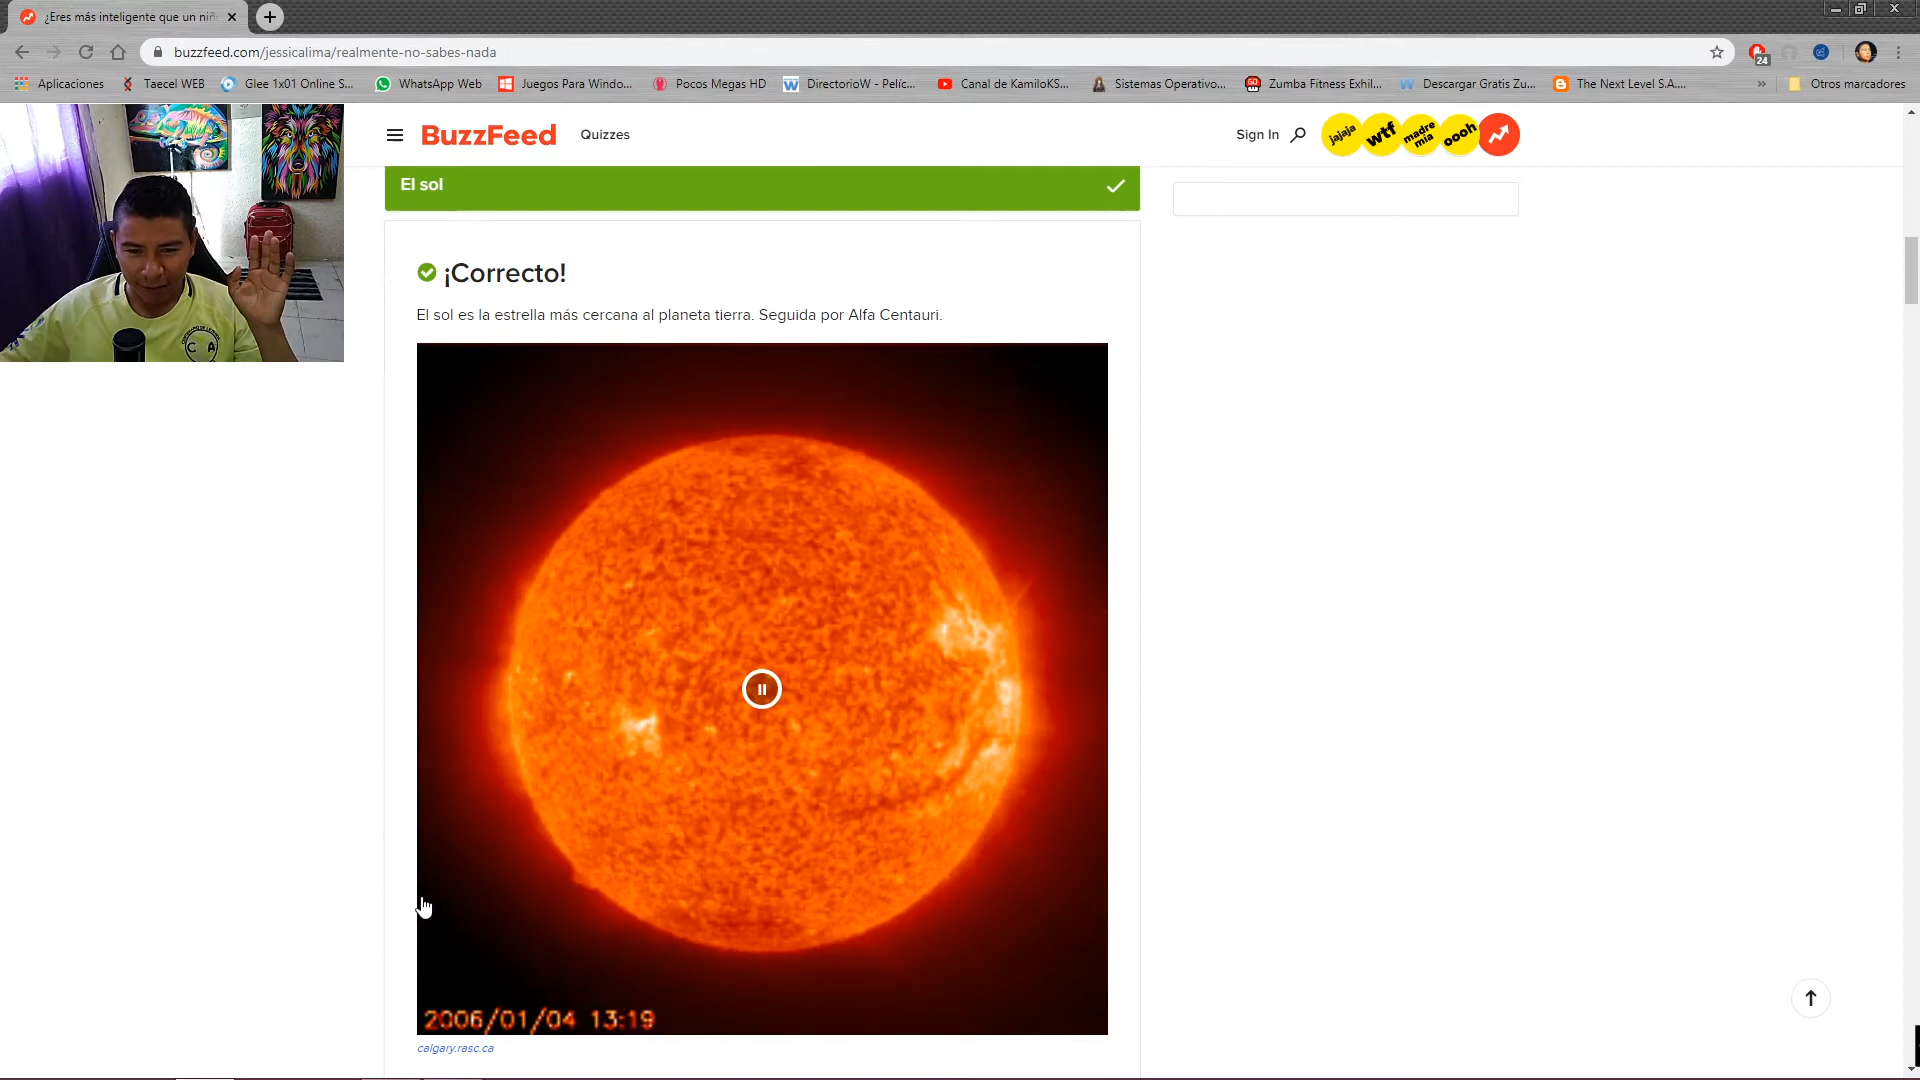 ¿Eres más inteligente que un niñ
buzzfeed.com/jessicalima/realmente-no-sabes-nada
24
Aplicaciones
Taecel WEB
Glee 1x01 Online S...
WhatsApp Web
Juegos Para Windo...
Pocos Megas HD
DirectorioW - Pelíc...
Canal de KamiloKS...
Sistemas Operativo...
Zumba Fitness Exhil...
Descargar Gratis Zu...
The Next Level S.A....
Otros marcadores
BuzzFeed
Quizzes
Sign In
jajaja
wtf
madre mía
oooh
El sol
¡Correcto!
El sol es la estrella más cercana al planeta tierra. Seguida por Alfa Centauri.
C A
2006/01/04 13:19
calgary.rasc.ca